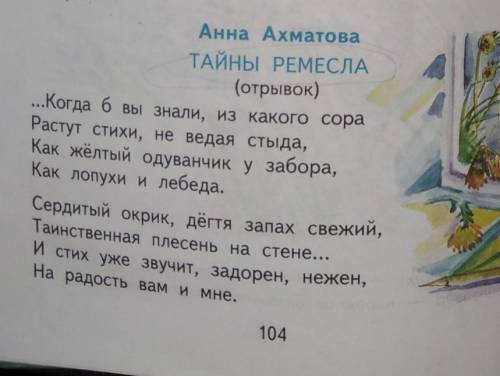 Анна Ахматова
ТАЙНЫ РЕМЕСЛА
(отрывок)
...Когда б вы знали, из какого сора
Растут стихи, не ведая стыда,
Как жёлтый одуванчик у забора,
Как лопухи и лебеда.
Сердитый окрик, дёгтя запах свежий,
Таинственная плесень на стене...
И стих уже звучит, задорен, нежен,
На радость вам и мне.
104